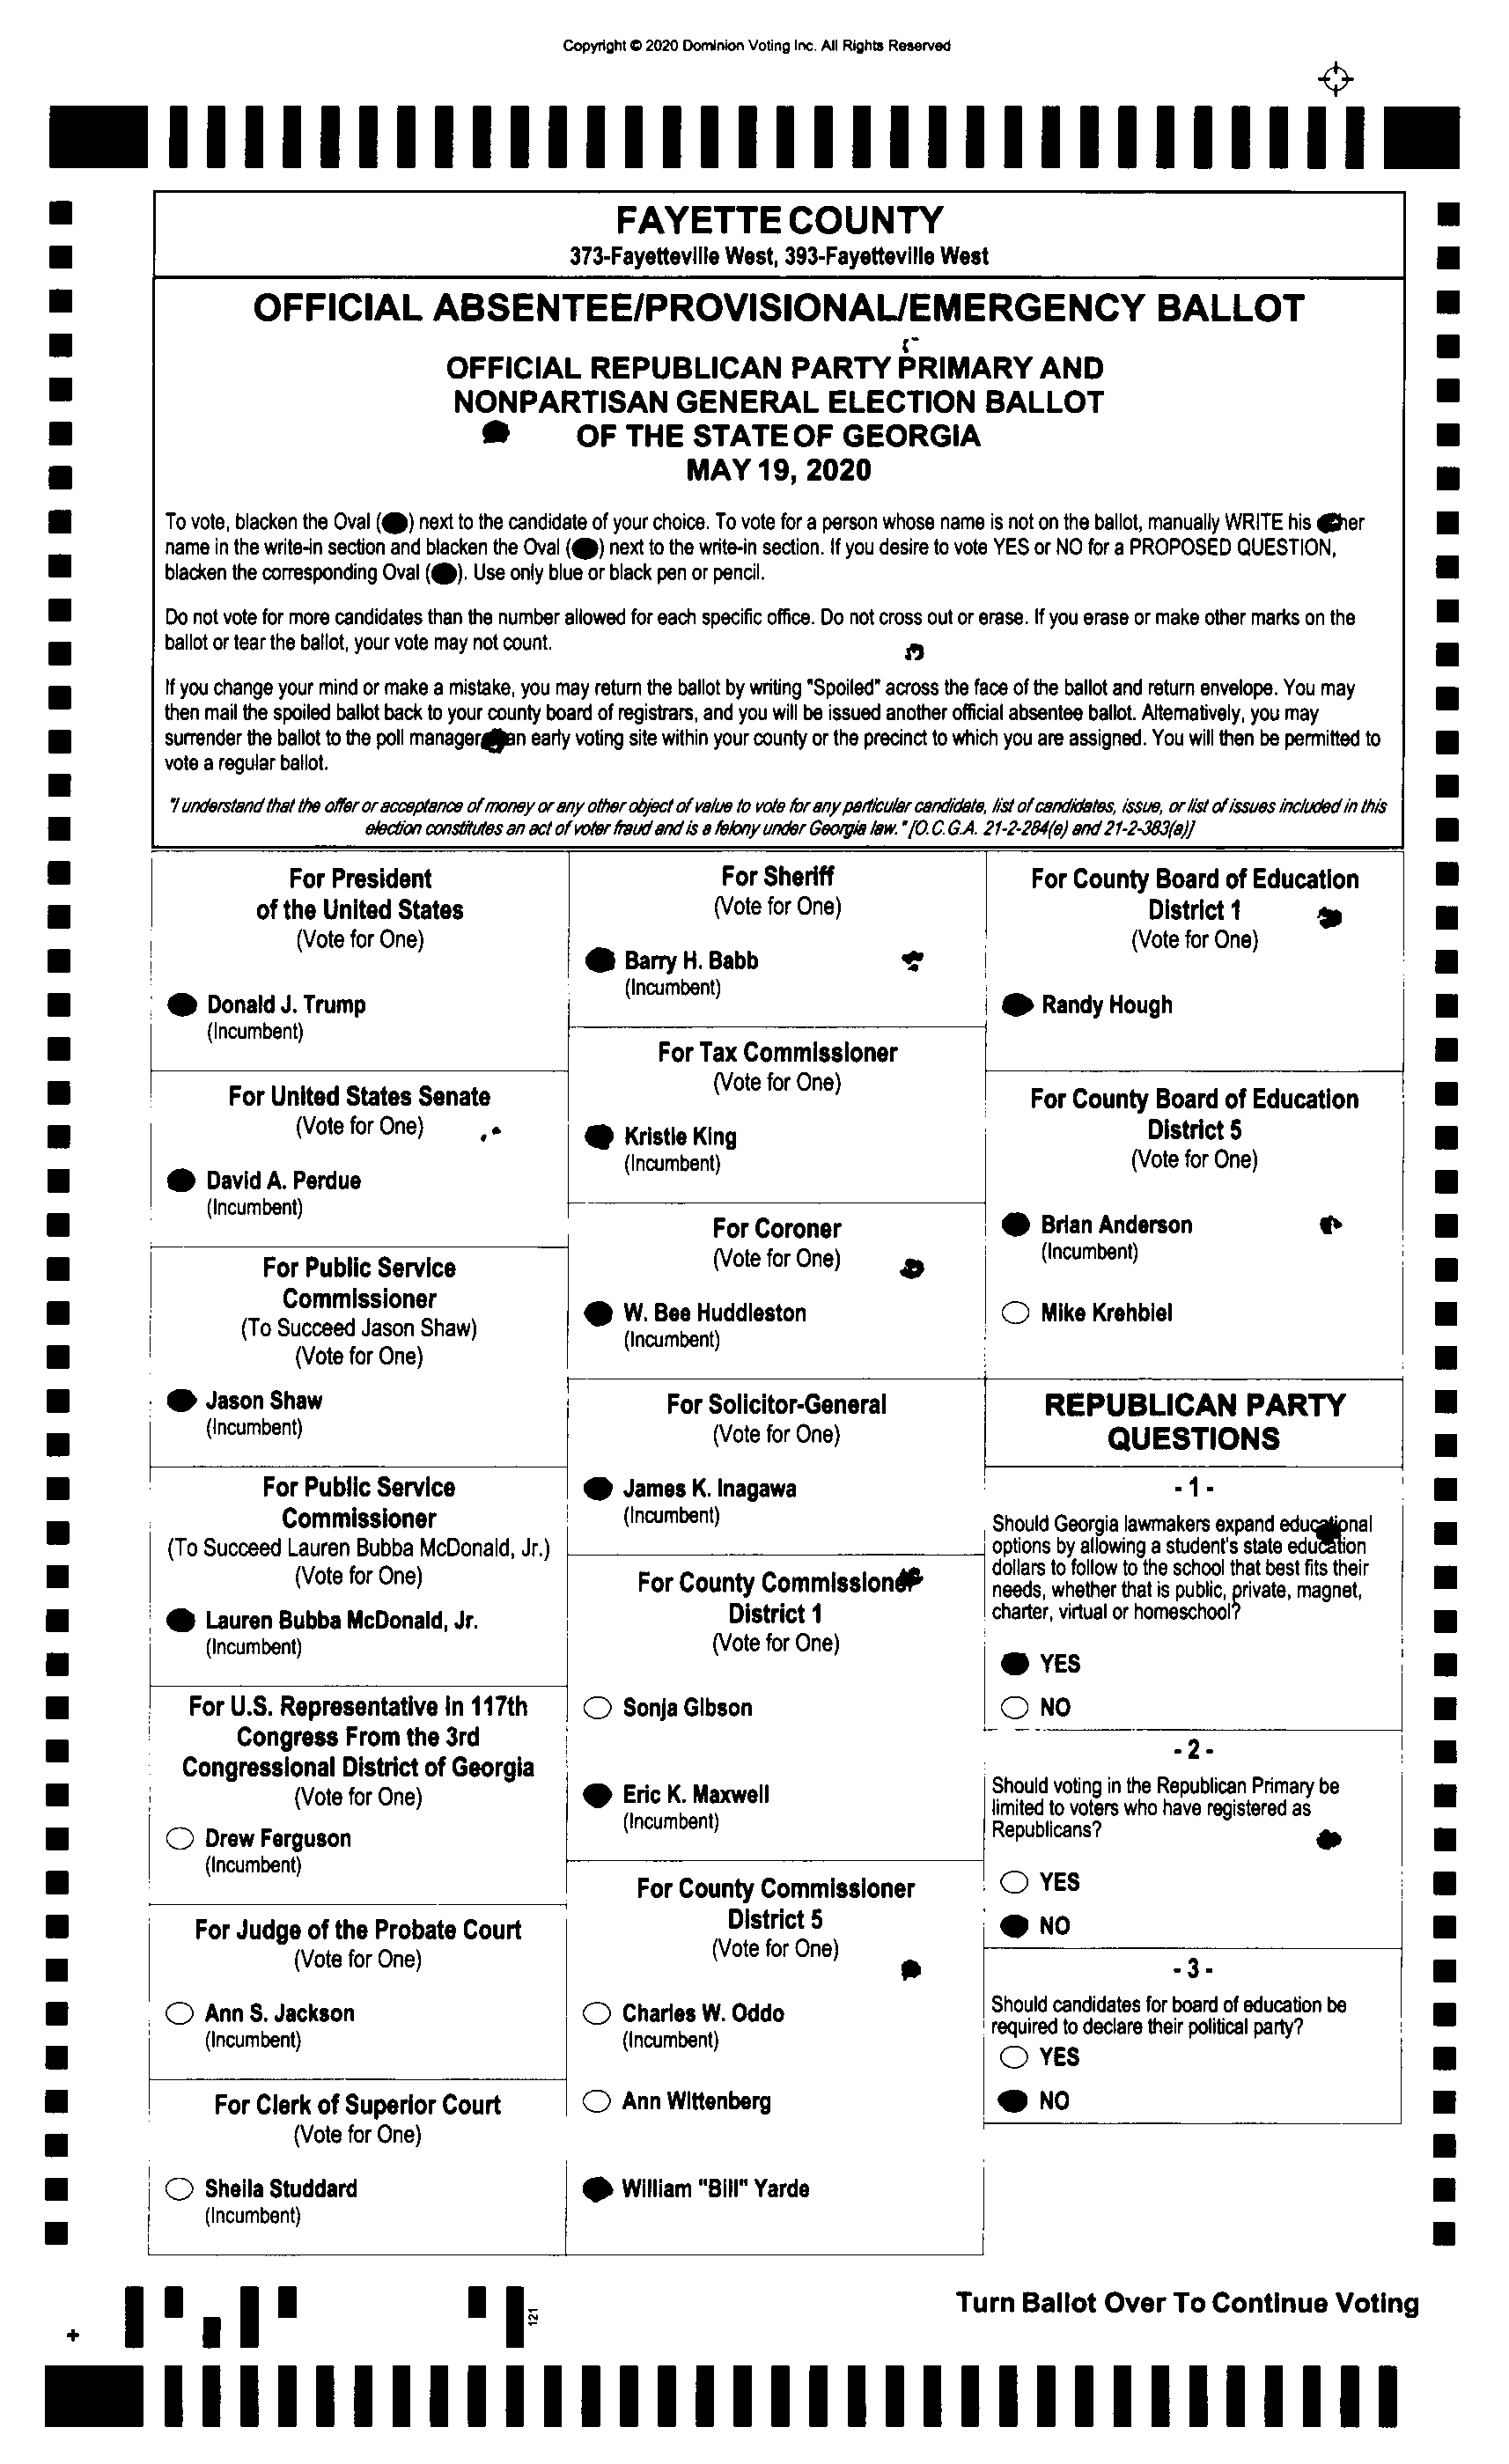 Copyright © 2020 Dominion Voting Inc. All Rights Reserved
FAYETTE COUNTY
373-Fayetteville West, 393-Fayetteville West
OFFICIAL ABSENTEE/PROVISIONAL/EMERGENCY BALLOT
OFFICIAL REPUBLICAN PARTY PRIMARY AND
NONPARTISAN GENERAL ELECTION BALLOT
OF THE STATE OF GEORGIA
MAY 19, 2020
To vote, blacken the Oval ( ) next to the candidate of your choice. To vote for a person whose name is not on the ballot, manually WRITE his
name in the write-in section and blacken the Oval ( ) next to the write-in section. If you desire to vote YES or NO for a PROPOSED QUESTION,
blacken the corresponding Oval ( ). Use only blue or black pen or pencil.
Do not vote for more candidates than the number allowed for each specific office. Do not cross out or erase. If you erase or make other marks on the
ballot or tear the ballot, your vote may not count.
If you change your mind or make a mistake, you may return the ballot by writing "Spoiled" across the face of the ballot and return envelope. You may
then mail the spoiled ballot back to your county board of registrars, and you will be issued another official absentee ballot. Alternatively, you may
surrender the ballot to the poll manager an early voting site within your county or the precinct to which you are assigned. You will then be permitted to
vote a regular ballot.
"I understand that the offer or acceptance of money or any other object of value to vote for any particular candidate, list of candidates, issue, or list of issues included in this
election constitutes an act of voter fraud and is a felony under Georgia law." [O.C.G.A. 21-2-284(e) and 21-2-383(a)]
For President
of the United States
(Vote for One)
Donald J. Trump
(Incumbent)
For United States Senate
(Vote for One)
David A. Perdue
(Incumbent)
For Public Service
Commissioner
(To Succeed Jason Shaw)
(Vote for One)
Jason Shaw
(Incumbent)
For Public Service
Commissioner
(To Succeed Lauren Bubba McDonald, Jr.)
(Vote for One)
Lauren Bubba McDonald, Jr.
(Incumbent)
For U.S. Representative in 117th
Congress From the 3rd
Congressional District of Georgia
(Vote for One)
Drew Ferguson
(Incumbent)
For Judge of the Probate Court
(Vote for One)
Ann S. Jackson
(Incumbent)
For Clerk of Superior Court
(Vote for One)
Sheila Studdard
(Incumbent)
For Sheriff
(Vote for One)
Barry H. Babb
(Incumbent)
For Tax Commissioner
(Vote for One)
Kristie King
(Incumbent)
For Coroner
(Vote for One)
W. Bee Huddleston
(Incumbent)
For Solicitor-General
(Vote for One)
James K. Inagawa
(Incumbent)
For County Commissioner
District 1
(Vote for One)
Sonja Gibson
Eric K. Maxwell
(Incumbent)
For County Commissioner
District 5
(Vote for One)
Charles W. Oddo
(Incumbent)
Ann Wittenberg
William "Bill" Yarde
For County Board of Education
District 1
(Vote for One)
Randy Hough
For County Board of Education
District 5
(Vote for One)
Brian Anderson
(Incumbent)
Mike Krehbiel
REPUBLICAN PARTY
QUESTIONS
- 1 -
Should Georgia lawmakers expand educational
options by allowing a student's state education
dollars to follow to the school that best fits their
needs, whether that is public, private, magnet,
charter, virtual or homeschool?
YES
NO
- 2 -
Should voting in the Republican Primary be
limited to voters who have registered as
Republicans?
YES
NO
- 3 -
Should candidates for board of education be
required to declare their political party?
YES
NO
121
Turn Ballot Over To Continue Voting
+